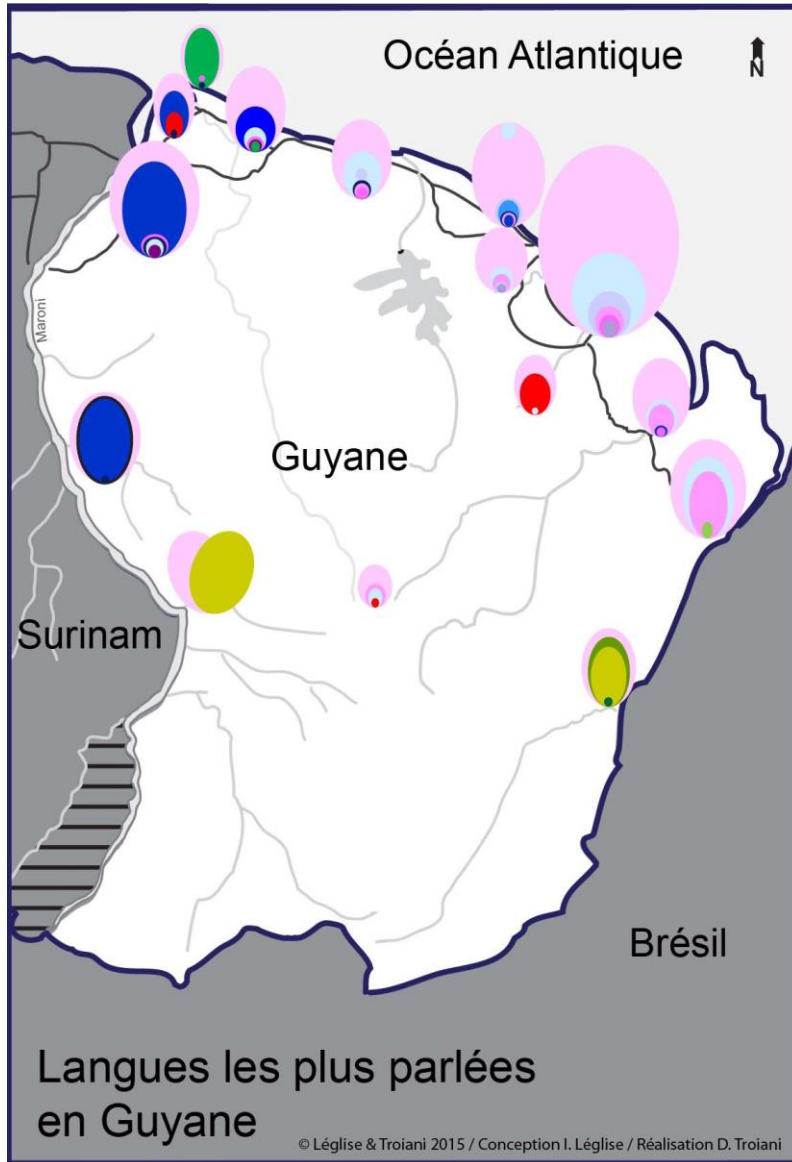 Océan Atlantique
N
Maroni
Guyane
Surinam
Brésil
Langues les plus parlées
en Guyane
© Léglise & Troiani 2015 / Conception I. Léglise / Réalisation D. Troiani